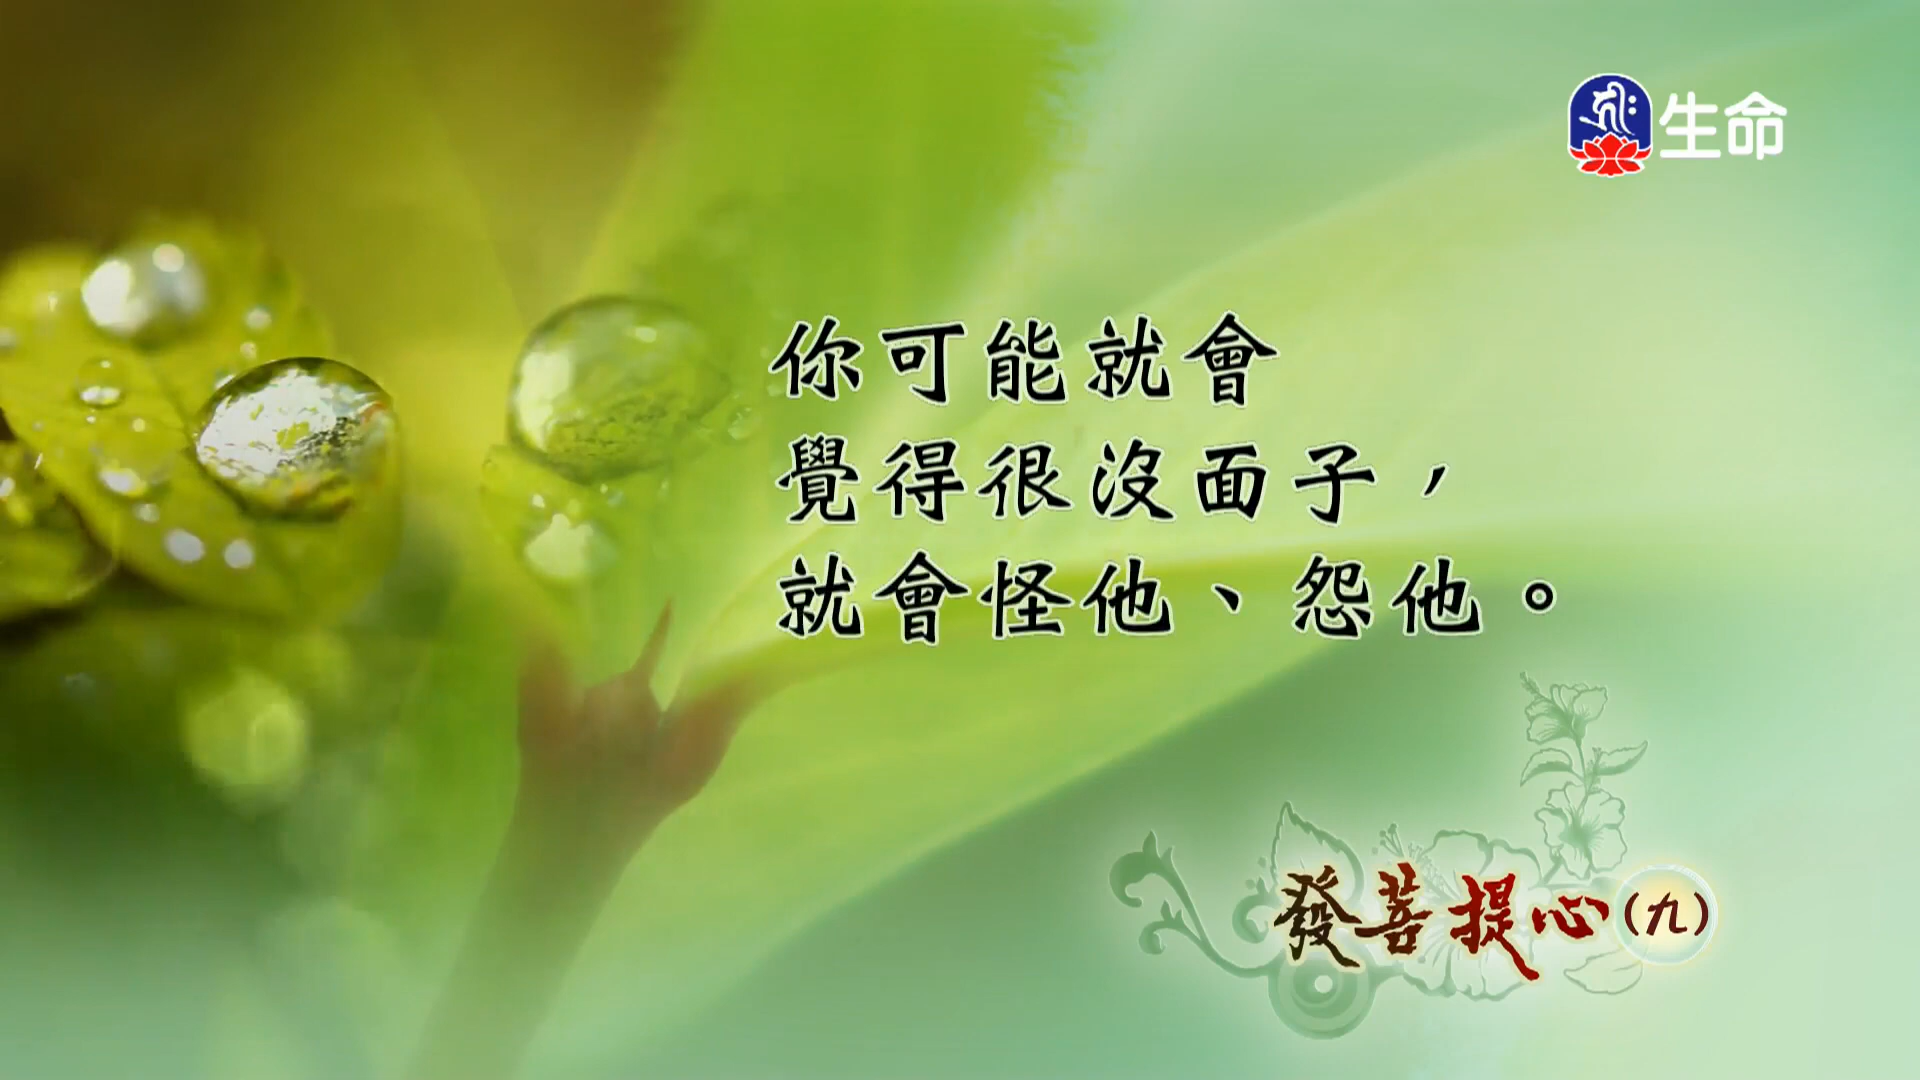 生命
你可能就會
覺得很沒面子，
就會怪他、怨他。
發菩提心(九)